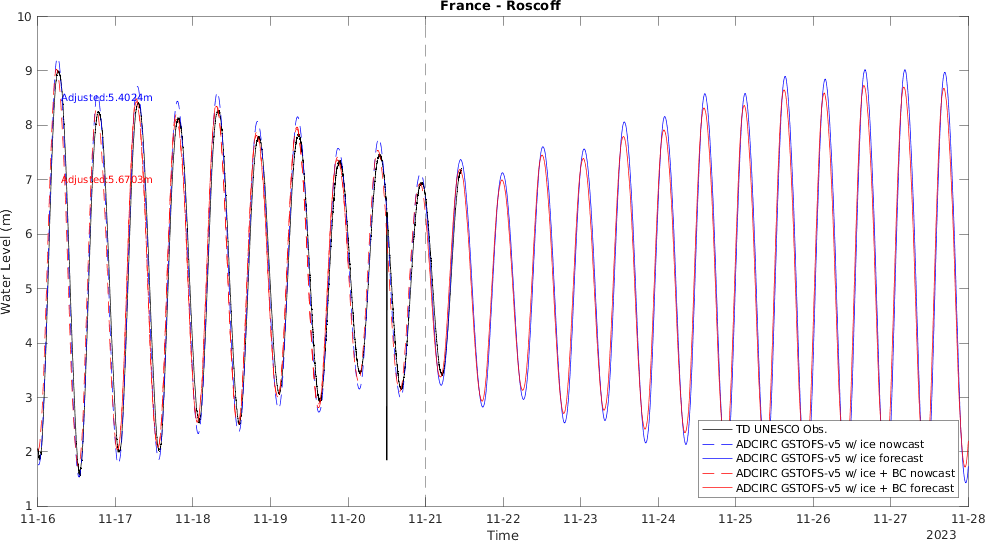 France - Roscoff
10
9
8
7
6
5
4
3
2
1
Water Level (m)
Adjusted:5.4024m
Adjusted:5.6703m
TD UNESCO Obs.
ADCIRC GSTOFS-v5 w/ ice nowcast
ADCIRC GSTOFS-v5 w/ ice forecast
ADCIRC GSTOFS-v5 w/ ice + BC nowcast
ADCIRC GSTOFS-v5 w/ ice + BC forecast
11-16 11-17 11-18 11-19 11-20 11-21 11-22 11-23 11-24 11-25 11-26 11-27 11-28
Time
2023